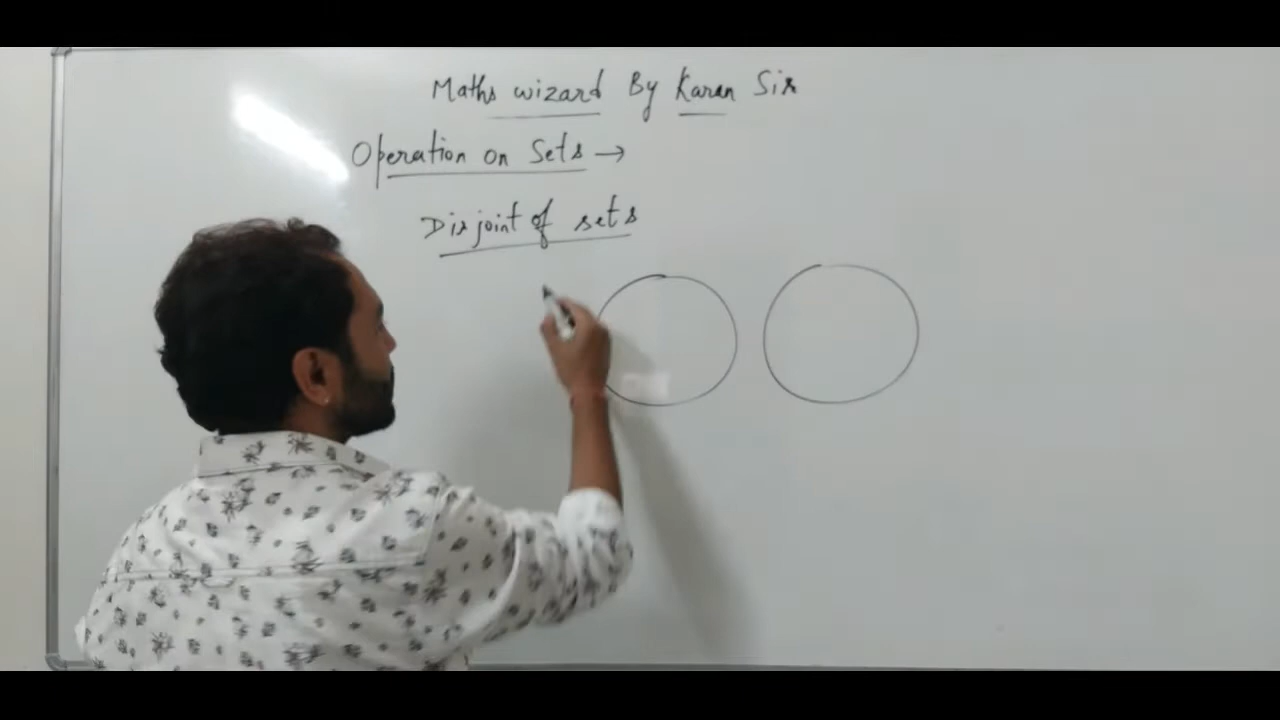 Maths wizard By Karan Sir
Operation on Sets →
Disjoint of sets